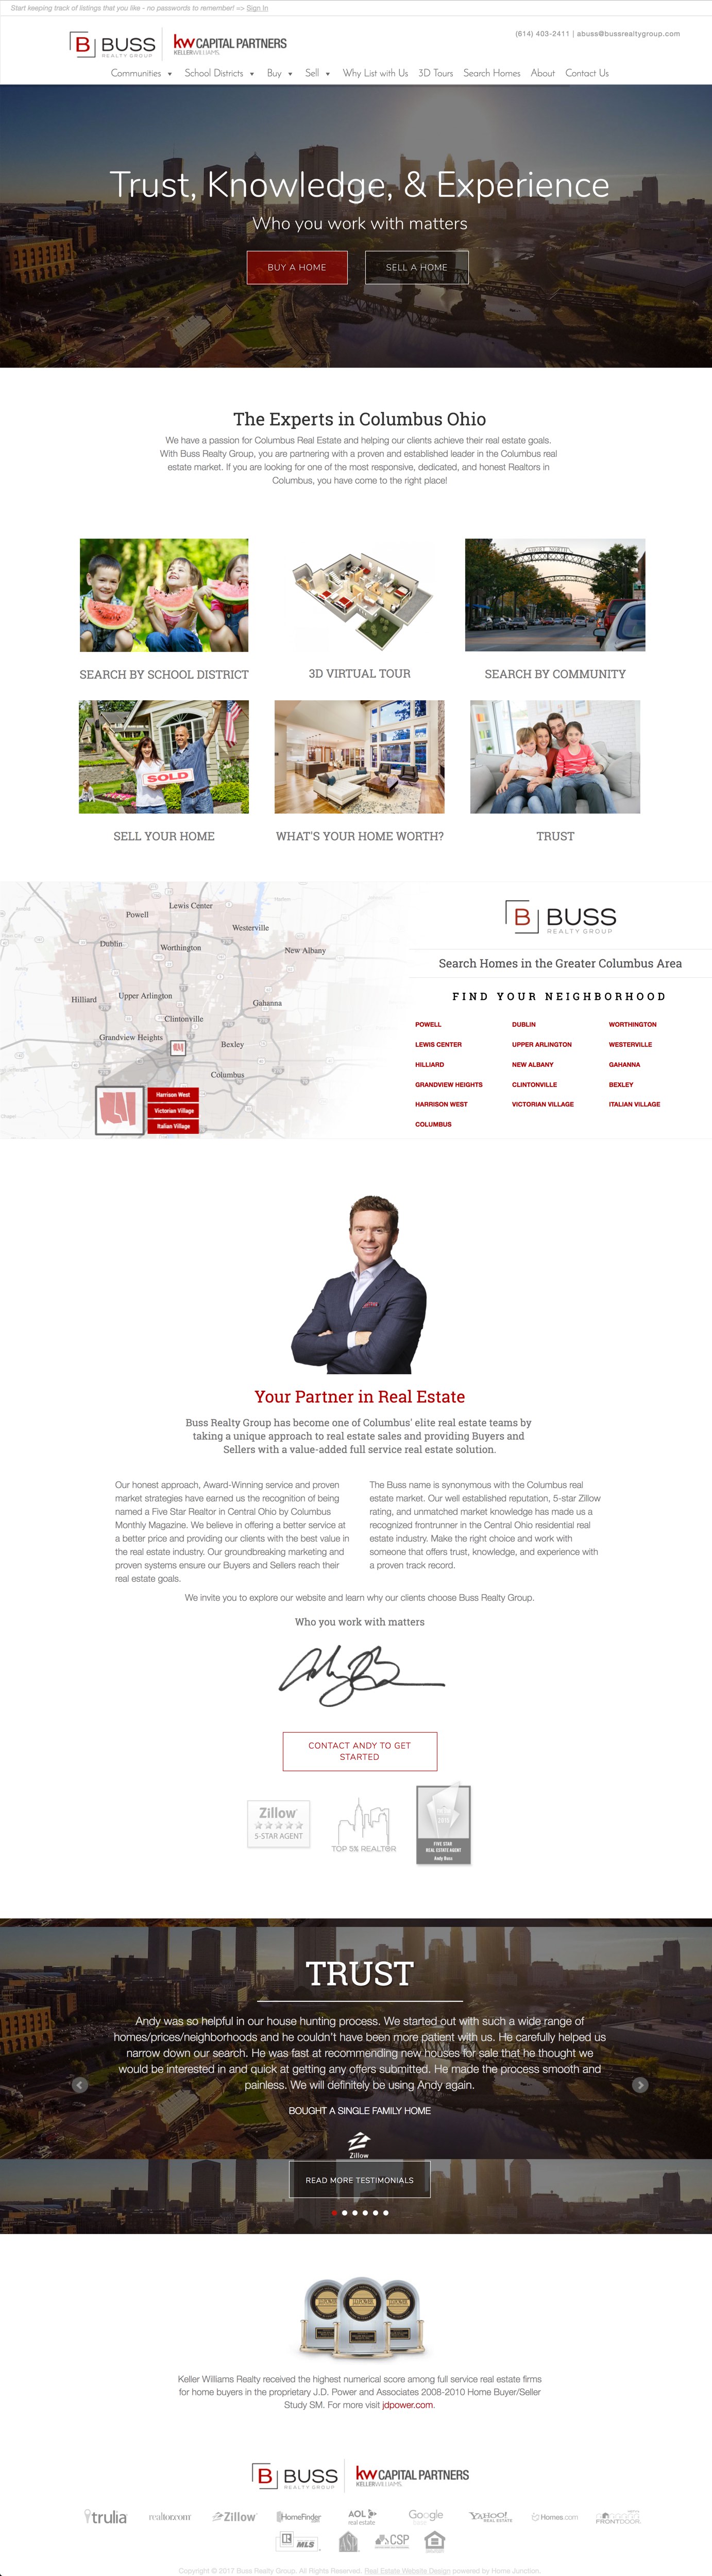 Start keeping track of listings that you like - no passwords to remember! => Sign In
B BUSS
REALTY GROUP
kw CAPITAL PARTNERS
KELLERWILLIAMS.
(614) 403-2411 | abuss@bussrealtygroup.com
Communities School Districts Buy Sell Why List with Us 3D Tours Search Homes About Contact Us
Trust, Knowledge, & Experience
Who you work with matters
BUY A HOME SELL A HOME
The Experts in Columbus Ohio
We have a passion for Columbus Real Estate and helping our clients achieve their real estate goals.
With Buss Realty Group, you are partnering with a proven and established leader in the Columbus real
estate market. If you are looking for one of the most responsive, dedicated, and honest Realtors in
Columbus, you have come to the right place!
SEARCH BY SCHOOL DISTRICT
3D VIRTUAL TOUR
SEARCH BY COMMUNITY
SOLD
SELL YOUR HOME
WHAT'S YOUR HOME WORTH?
TRUST
Lewis Center
Powell
Westerville
Dublin
Worthington
New Albany
Hilliard
Upper Arlington
Gahanna
Clintonville
Grandview Heights
Bexley
Columbus
Harrison West
Victorian Village
Italian Village
B BUSS
REALTY GROUP
Search Homes in the Greater Columbus Area
FIND YOUR NEIGHBORHOOD
POWELL DUBLIN WORTHINGTON
LEWIS CENTER UPPER ARLINGTON WESTERVILLE
HILLIARD NEW ALBANY GAHANNA
GRANDVIEW HEIGHTS CLINTONVILLE BEXLEY
HARRISON WEST VICTORIAN VILLAGE ITALIAN VILLAGE
COLUMBUS
Your Partner in Real Estate
Buss Realty Group has become one of Columbus' elite real estate teams by
taking a unique approach to real estate sales and providing Buyers and
Sellers with a value-added full service real estate solution.
Our honest approach, Award-Winning service and proven
market strategies have earned us the recognition of being
named a Five Star Realtor in Central Ohio by Columbus
Monthly Magazine. We believe in offering a better service at
a better price and providing our clients with the best value in
the real estate industry. Our groundbreaking marketing and
proven systems ensure our Buyers and Sellers reach their
real estate goals.
The Buss name is synonymous with the Columbus real
estate market. Our well established reputation, 5-star Zillow
rating, and unmatched market knowledge has made us a
recognized frontrunner in the Central Ohio residential real
estate industry. Make the right choice and work with
someone that offers trust, knowledge, and experience with
a proven track record.
We invite you to explore our website and learn why our clients choose Buss Realty Group.
Who you work with matters
CONTACT ANDY TO GET
STARTED
Zillow
5-STAR AGENT
TOP 5% REALTOR
2015
FIVE STAR
REAL ESTATE AGENT
Andy Buss
TRUST
Andy was so helpful in our house hunting process. We started out with such a wide range of
homes/prices/neighborhoods and he couldn't have been more patient with us. He carefully helped us
narrow down our search. He was fast at recommending new houses for sale that he thought we
would be interested in and quick at getting any offers submitted. He made the process smooth and
painless. We will definitely be using Andy again.
BOUGHT A SINGLE FAMILY HOME
Zillow
READ MORE TESTIMONIALS
J.D. POWER
Keller Williams Realty received the highest numerical score among full service real estate firms
for home buyers in the proprietary J.D. Power and Associates 2008-2010 Home Buyer/Seller
Study SM. For more visit jdpower.com.
B BUSS
REALTY GROUP
kw CAPITAL PARTNERS
KELLERWILLIAMS.
trulia realtor.com Zillow HomeFinder AOL real estate Google YAHOO! REAL ESTATE Homes.com FRONTDOOR.
MLS CSP
Copyright © 2017 Buss Realty Group. All Rights Reserved. Real Estate Website Design powered by Home Junction.